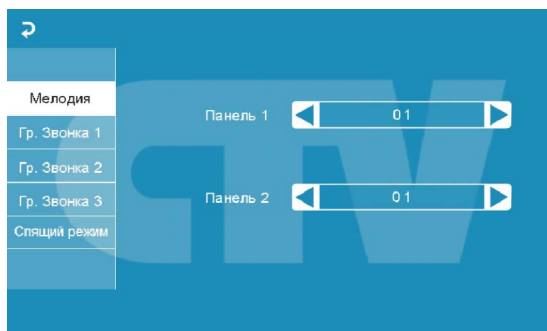 Мелодия
Гр. Звонка 1
Гр. Звонка 2
Гр. Звонка 3
Спящий режим
Панель 1
01
Панель 2
01
CTV